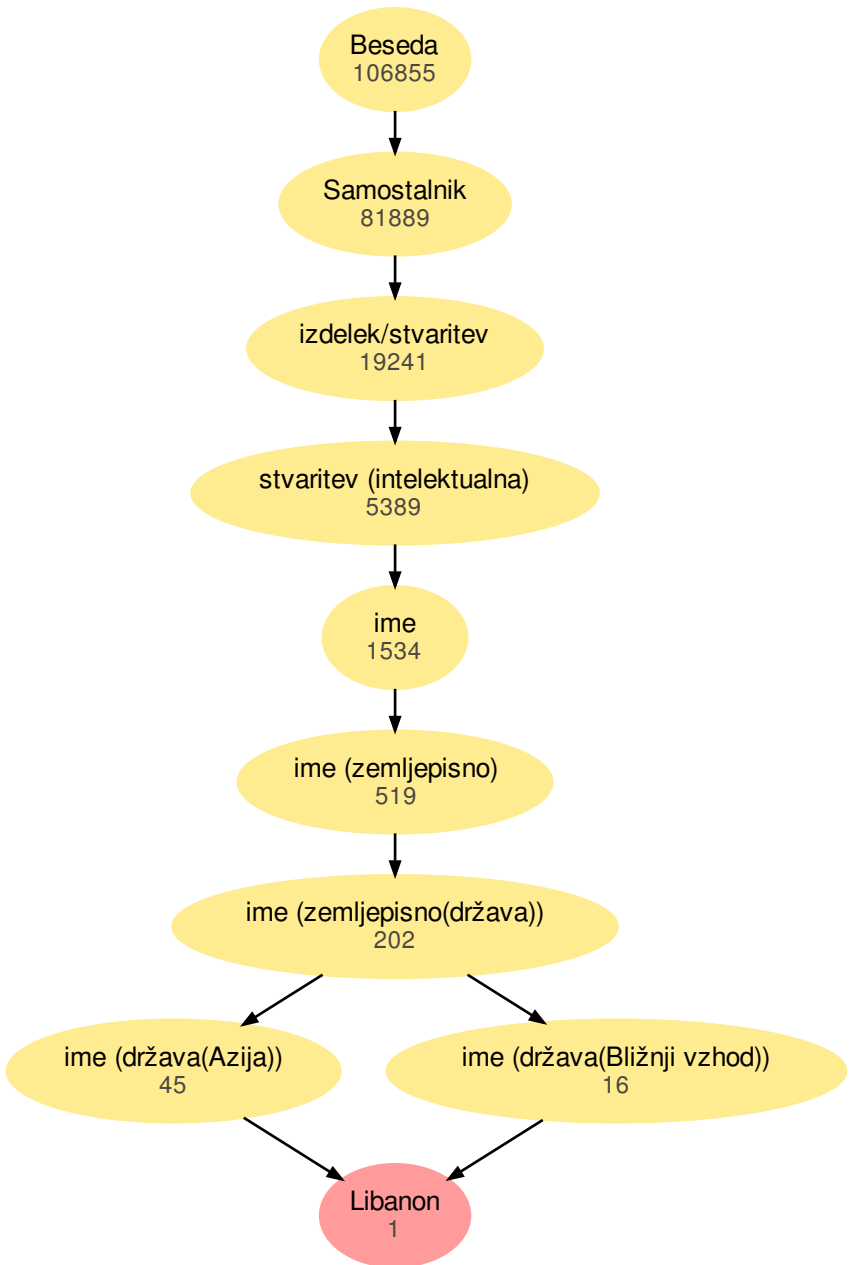 Beseda
106855
Samostalnik
81889
izdelek/stvaritev
19241
stvaritev (intelektualna)
5389
ime
1534
ime (zemljepisno)
519
ime (zemljepisno(država))
202
ime (država(Azija))
45
ime (država(Bližnji vzhod))
16
Libanon
1